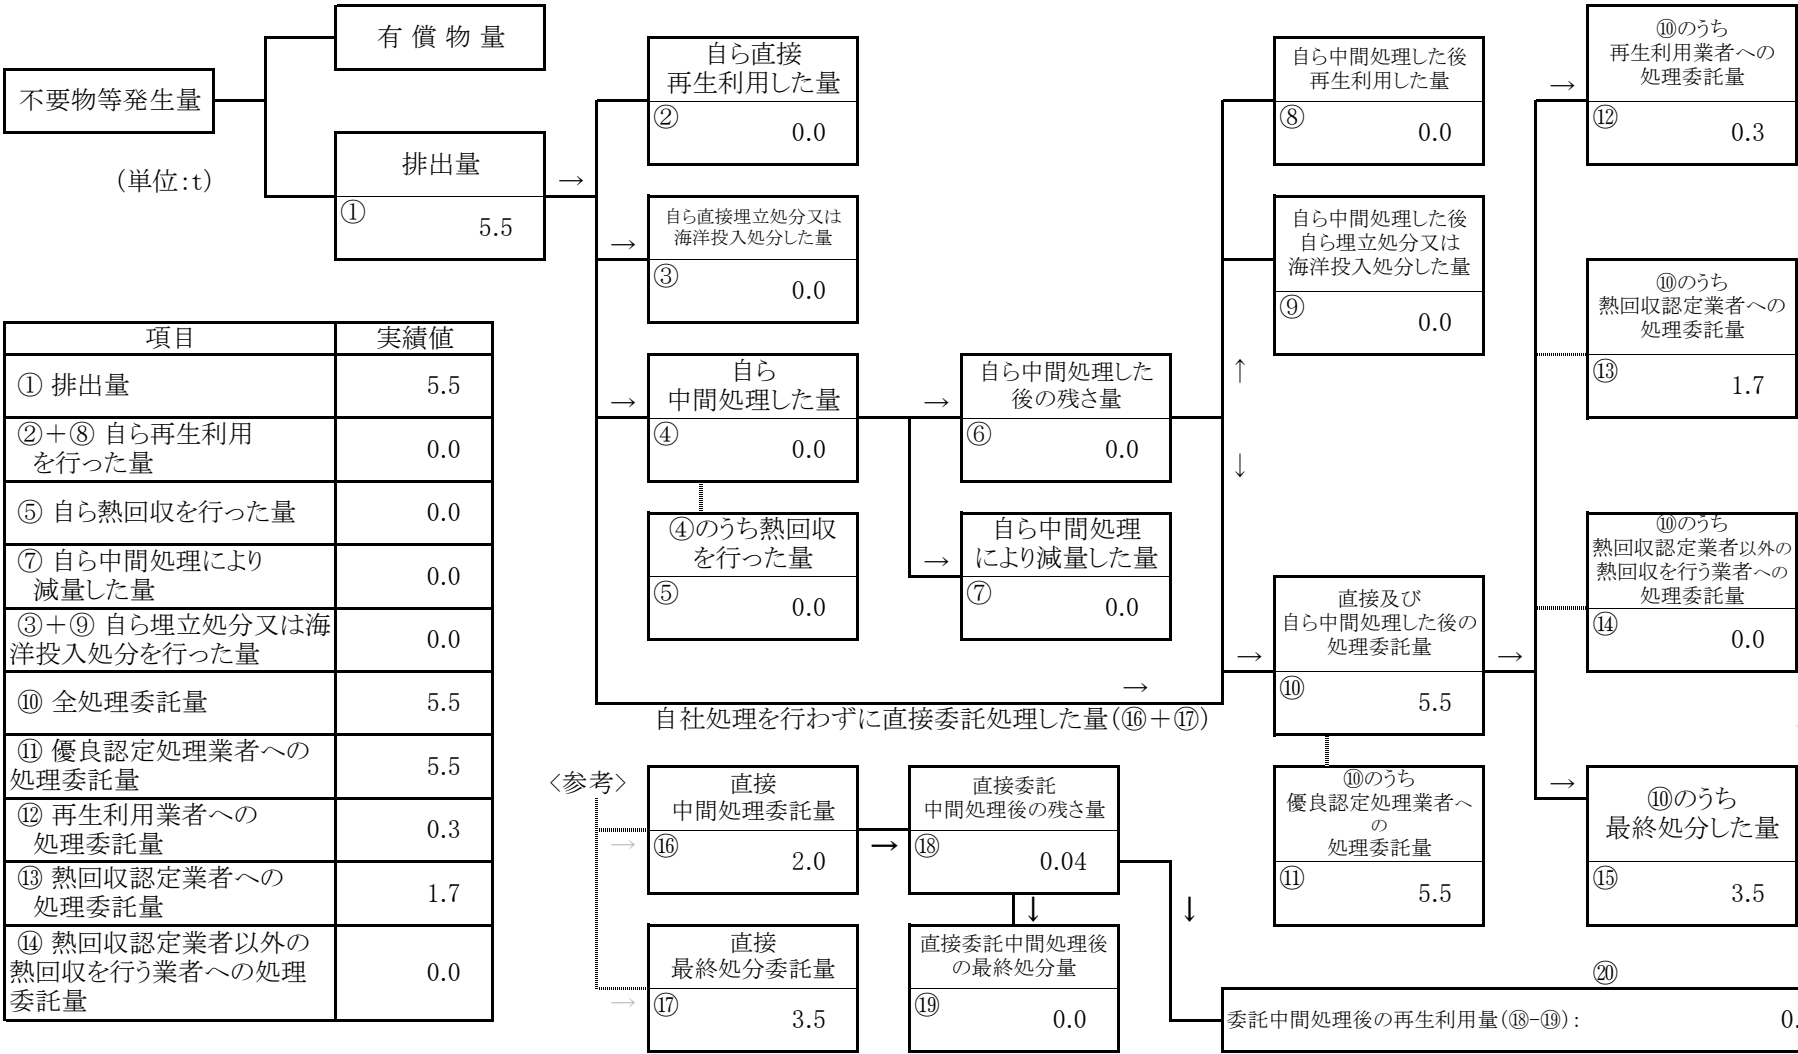 有 償 物 量
不要物等発生量
(単位:t)
排出量
①
5.5
→
自ら直接
再生利用した量
②
0.0
→
自ら直接埋立処分又は
海洋投入処分した量
③
0.0
→
自ら
中間処理した量
④
0.0
④のうち熱回収
を行った量
⑤
0.0
→
自ら中間処理した
後の残さ量
⑥
0.0
→
自ら中間処理
により減量した量
⑦
0.0
自ら中間処理した後
再生利用した量
⑧
0.0
自ら中間処理した後
自ら埋立処分又は
海洋投入処分した量
⑨
0.0
↑
↓
→
自社処理を行わずに直接委託処理した量(⑯+⑰)
→
直接及び
自ら中間処理した後の
処理委託量
⑩
5.5
→
⑩のうち
優良認定処理業者へ
の
処理委託量
⑪
5.5
→
⑩のうち
再生利用業者への
処理委託量
⑫
0.3
⑩のうち
熱回収認定業者への
処理委託量
⑬
1.7
⑩のうち
熱回収認定業者以外の
熱回収を行う業者への
処理委託量
⑭
0.0
→
⑩のうち
最終処分した量
⑮
3.5
項目 実績値
① 排出量 5.5
②+⑧ 自ら再生利用
を行った量 0.0
⑤ 自ら熱回収を行った量 0.0
⑦ 自ら中間処理により
減量した量 0.0
③+⑨ 自ら埋立処分又は海
洋投入処分を行った量 0.0
⑩ 全処理委託量 5.5
⑪ 優良認定処理業者への
処理委託量 5.5
⑫ 再生利用業者への
処理委託量 0.3
⑬ 熱回収認定業者への
処理委託量 1.7
⑭ 熱回収認定業者以外の
熱回収を行う業者への処理
委託量 0.0
<参考>
→
直接
中間処理委託量
⑯
2.0
→
直接委託
中間処理後の残さ量
⑱
0.04
↓
↓
→
直接
最終処分委託量
⑰
3.5
直接委託中間処理後
の最終処分量
⑲
0.0
⑳
委託中間処理後の再生利用量(⑱-⑲): 0.